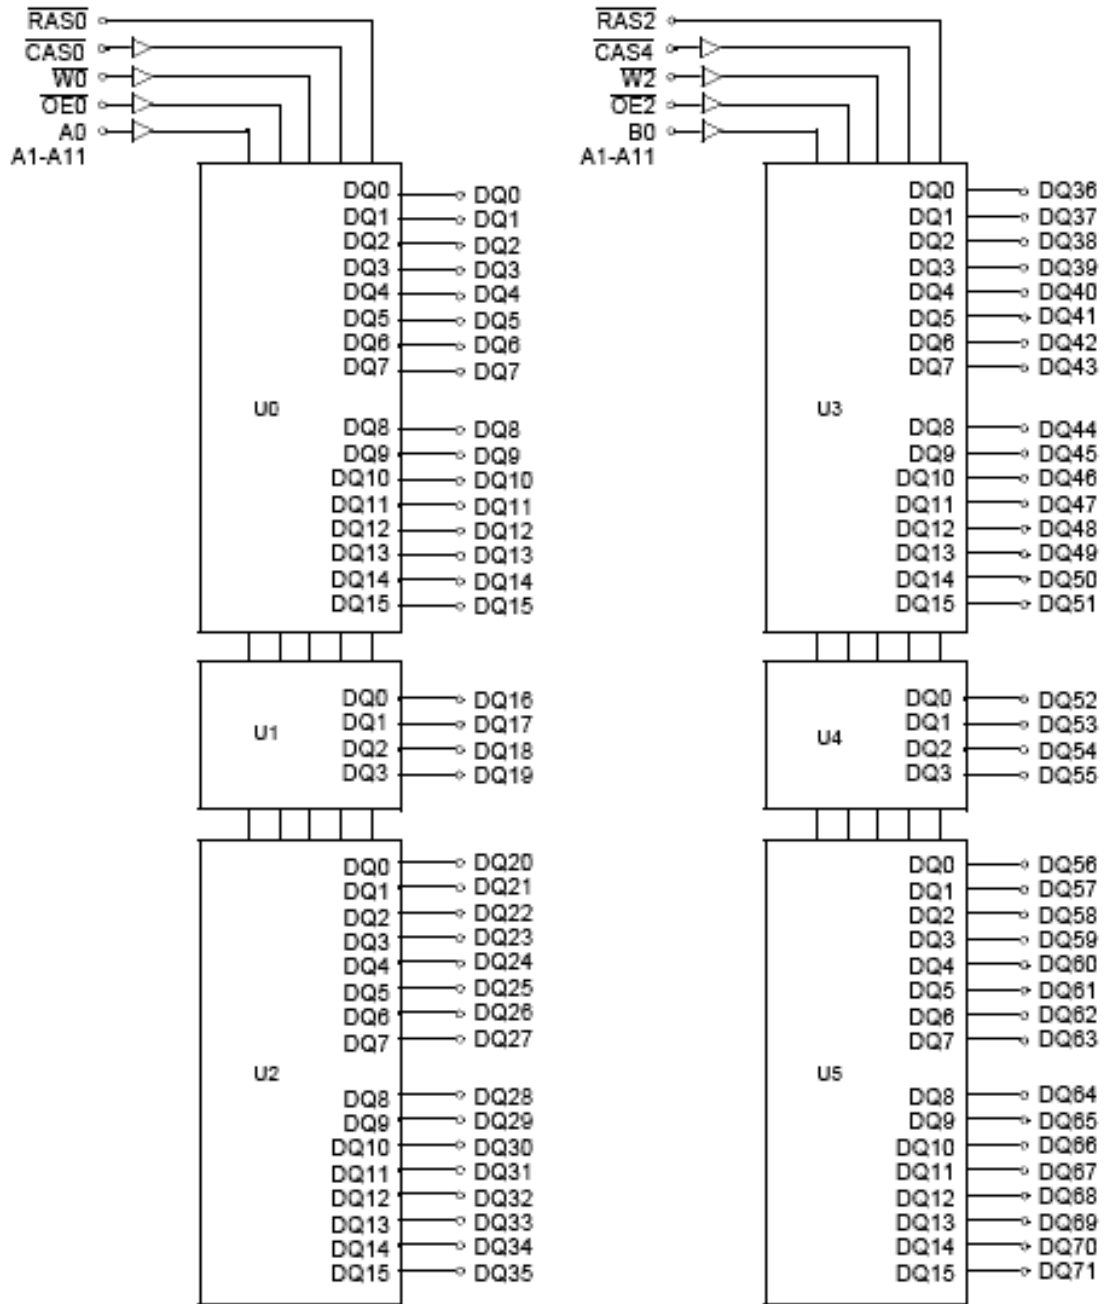 R̅A̅S̅0̅
C̅A̅S̅0̅
W̅0̅
O̅E̅0̅
A0
A1-A11
DQ0 DQ0
DQ1 DQ1
DQ2 DQ2
DQ3 DQ3
DQ4 DQ4
DQ5 DQ5
DQ6 DQ6
DQ7 DQ7
U0
DQ8 DQ8
DQ9 DQ9
DQ10 DQ10
DQ11 DQ11
DQ12 DQ12
DQ13 DQ13
DQ14 DQ14
DQ15 DQ15
DQ0 DQ16
DQ1 DQ17
U1
DQ2 DQ18
DQ3 DQ19
DQ0 DQ20
DQ1 DQ21
DQ2 DQ22
DQ3 DQ23
DQ4 DQ24
DQ5 DQ25
DQ6 DQ26
DQ7 DQ27
U2
DQ8 DQ28
DQ9 DQ29
DQ10 DQ30
DQ11 DQ31
DQ12 DQ32
DQ13 DQ33
DQ14 DQ34
DQ15 DQ35
R̅A̅S̅2̅
C̅A̅S̅4̅
W̅2̅
O̅E̅2̅
B0
A1-A11
DQ0 DQ36
DQ1 DQ37
DQ2 DQ38
DQ3 DQ39
DQ4 DQ40
DQ5 DQ41
DQ6 DQ42
DQ7 DQ43
U3
DQ8 DQ44
DQ9 DQ45
DQ10 DQ46
DQ11 DQ47
DQ12 DQ48
DQ13 DQ49
DQ14 DQ50
DQ15 DQ51
DQ0 DQ52
DQ1 DQ53
U4
DQ2 DQ54
DQ3 DQ55
DQ0 DQ56
DQ1 DQ57
DQ2 DQ58
DQ3 DQ59
DQ4 DQ60
DQ5 DQ61
DQ6 DQ62
DQ7 DQ63
U5
DQ8 DQ64
DQ9 DQ65
DQ10 DQ66
DQ11 DQ67
DQ12 DQ68
DQ13 DQ69
DQ14 DQ70
DQ15 DQ71